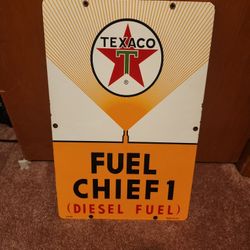 TEXACO
T
FUEL
CHIEF 1
(DIESEL FUEL)